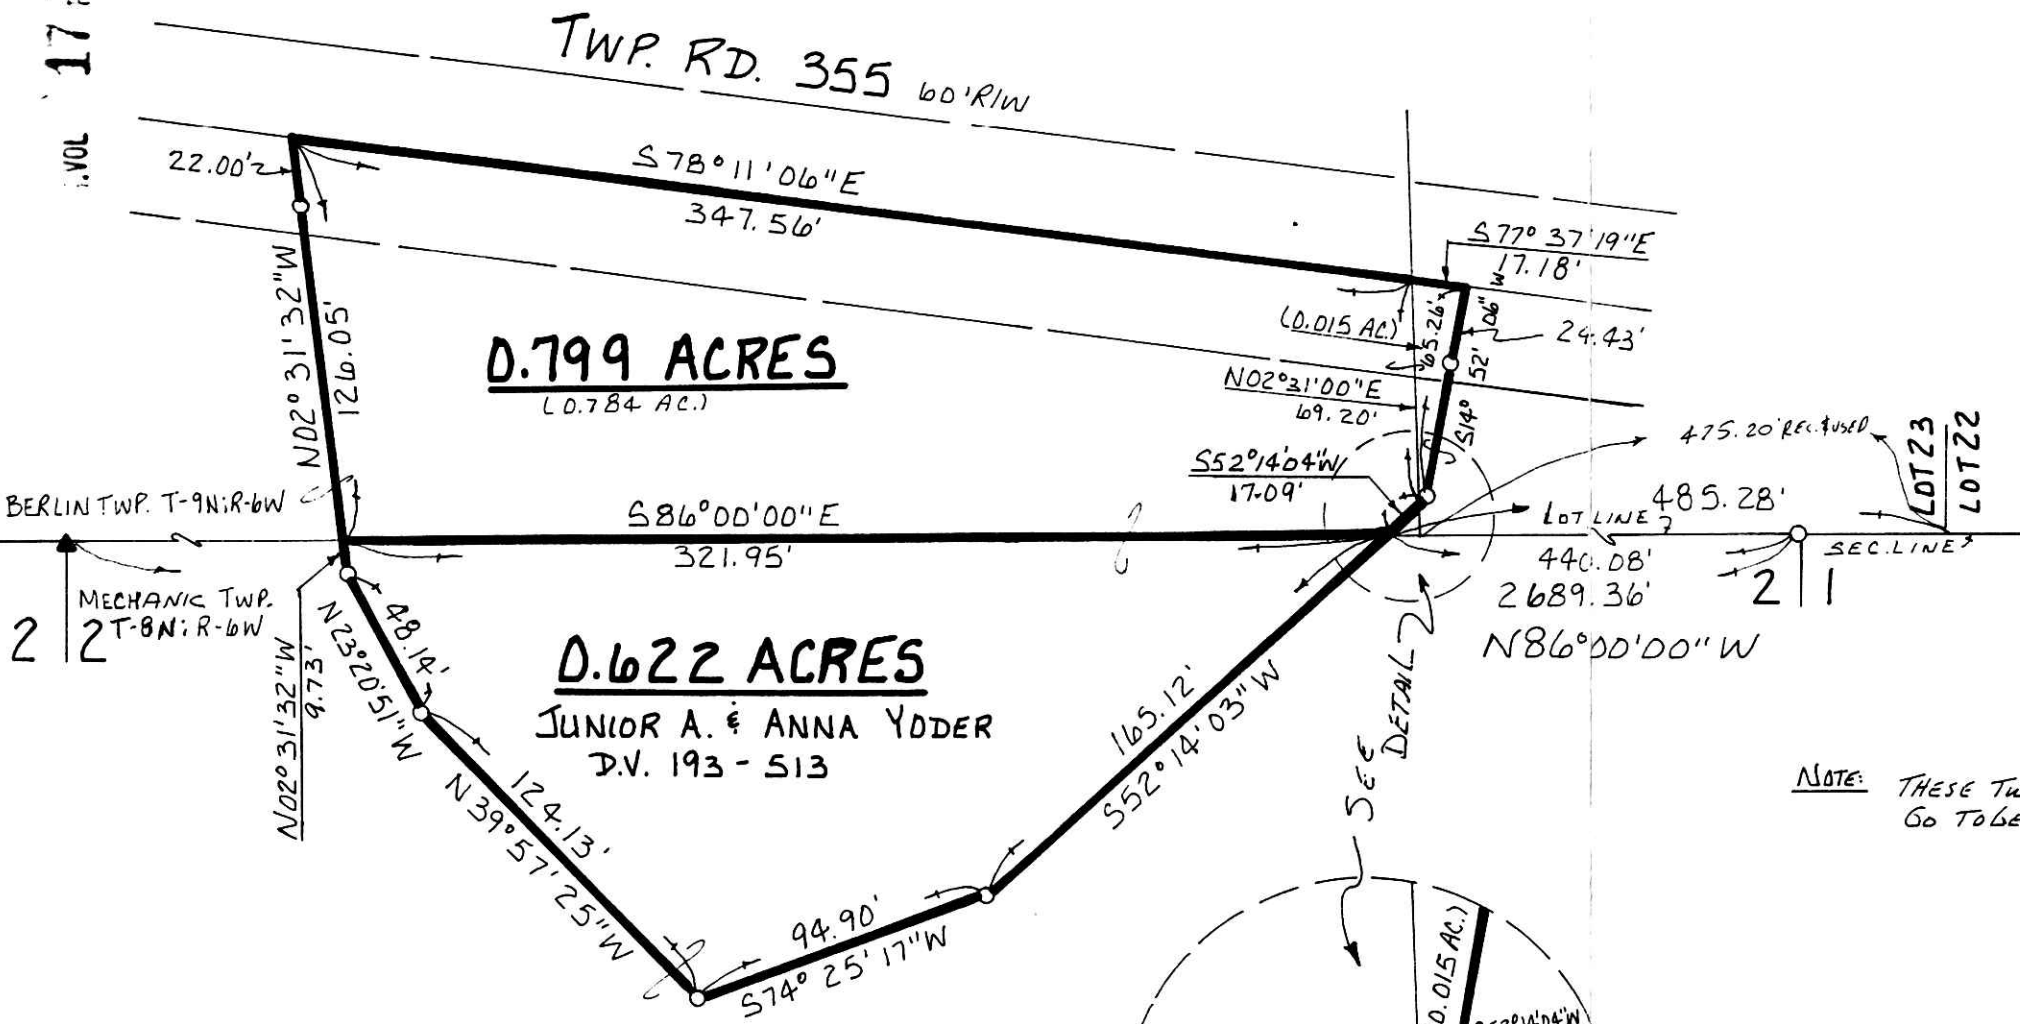 17
VOL
TWP. RD. 355 60'R/W
22.00'
S78°11'06"E
347.56'
S77°37'19"E
17.18'
(0.015 AC.)
65.26'
S14° 52' 06" W
24.43'
N02°31'32"W
126.05'
0.799 ACRES
(0.784 AC.)
N02°31'00"E
69.20'
S52°14'04"W
17.09'
475.20' REC. & USED
LOT 23
LOT 22
BERLIN TWP. T-9N; R-6W
S86°00'00"E
321.95'
LOT LINE
485.28'
SEC. LINE
440.08'
2689.36'
N86°00'00"W
2 | 1
MECHANIC TWP.
T-8N; R-6W
2 | 2
N02°31'32"W
9.73'
48.14'
N23°20'51"W
0.622 ACRES
JUNIOR A. & ANNA YODER
D.V. 193 - 513
124.13'
N39°57'25"W
94.90'
S74°25'17"W
165.12'
S52°14'03"W
SEE DETAIL
NOTE: THESE
GO
0.015 AC.)